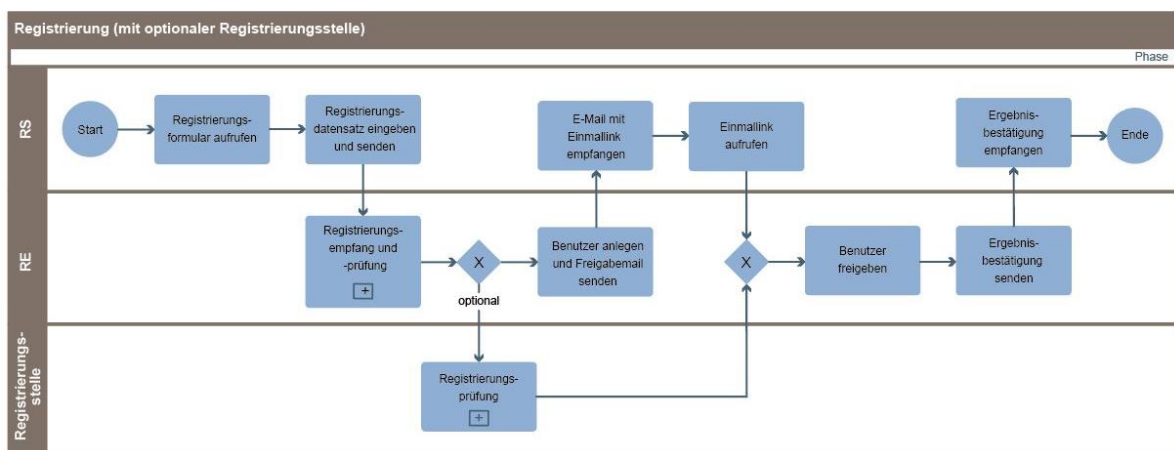 Registrierung (mit optionaler Registrierungsstelle)
Phase
RS
Start
Registrierungs-
formular aufrufen
Registrierungs-
datensatz eingeben
und senden
E-Mail mit
Einmallink
empfangen
Einmallink
aufrufen
Ergebnis-
bestätigung
empfangen
Ende
RE
Registrierungs-
empfang und
-prüfung
+
X
optional
Benutzer anlegen
und Freigabemail
senden
X
Benutzer
freigeben
Ergebnis-
bestätigung
senden
Registrierungs-
stelle
Registrierungs-
prüfung
+